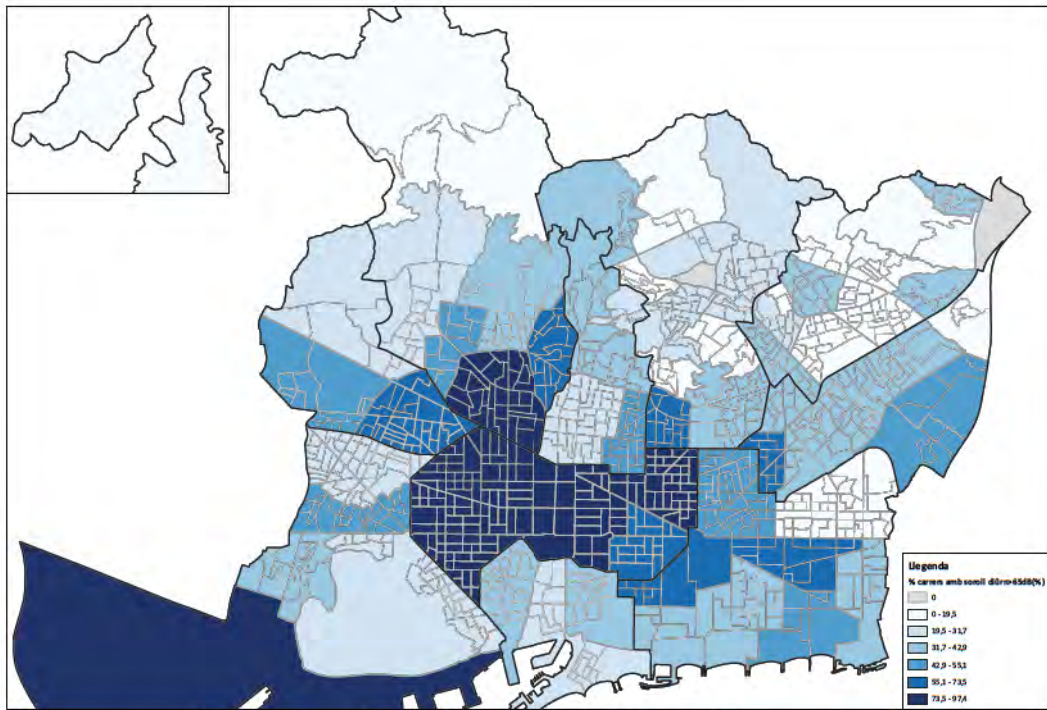 Llegenda
% carrers amb soroll diürn>65dB(%)
0
0 - 19,5
19,5 - 31,7
31,7 - 42,9
42,9 - 55,1
55,1 - 73,5
73,5 - 97,4